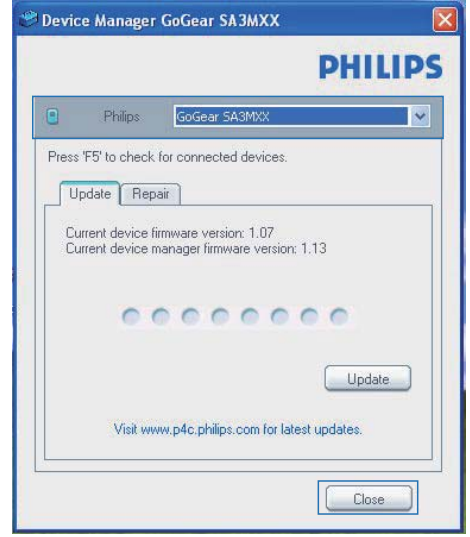 Device Manager GoGear SA3MXX
PHILIPS
Philips GoGear SA3MXX
Press 'F5' to check for connected devices.
Update Repair
Current device firmware version: 1.07
Current device manager firmware version: 1.13
Update
Visit www.p4c.philips.com for latest updates.
Close